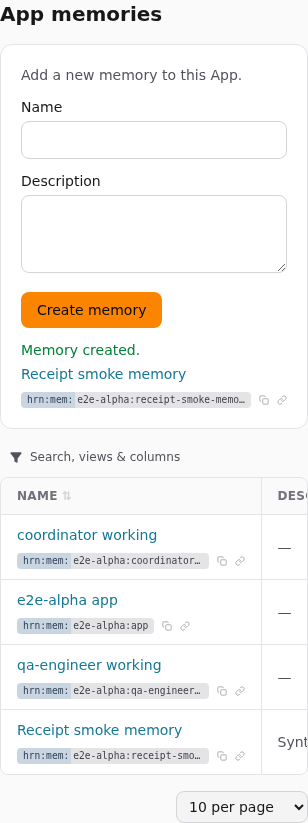 App memories
Add a new memory to this App.
Name
Description
Create memory
Memory created.
Receipt smoke memory
hrn:mem: e2e-alpha:receipt-smoke-memo…
Search, views & columns
NAME
DESC
coordinator working
hrn:mem: e2e-alpha:coordinator…
—
e2e-alpha app
hrn:mem: e2e-alpha:app
—
qa-engineer working
hrn:mem: e2e-alpha:qa-engineer…
—
Receipt smoke memory
hrn:mem: e2e-alpha:receipt-smo…
Synt
10 per page